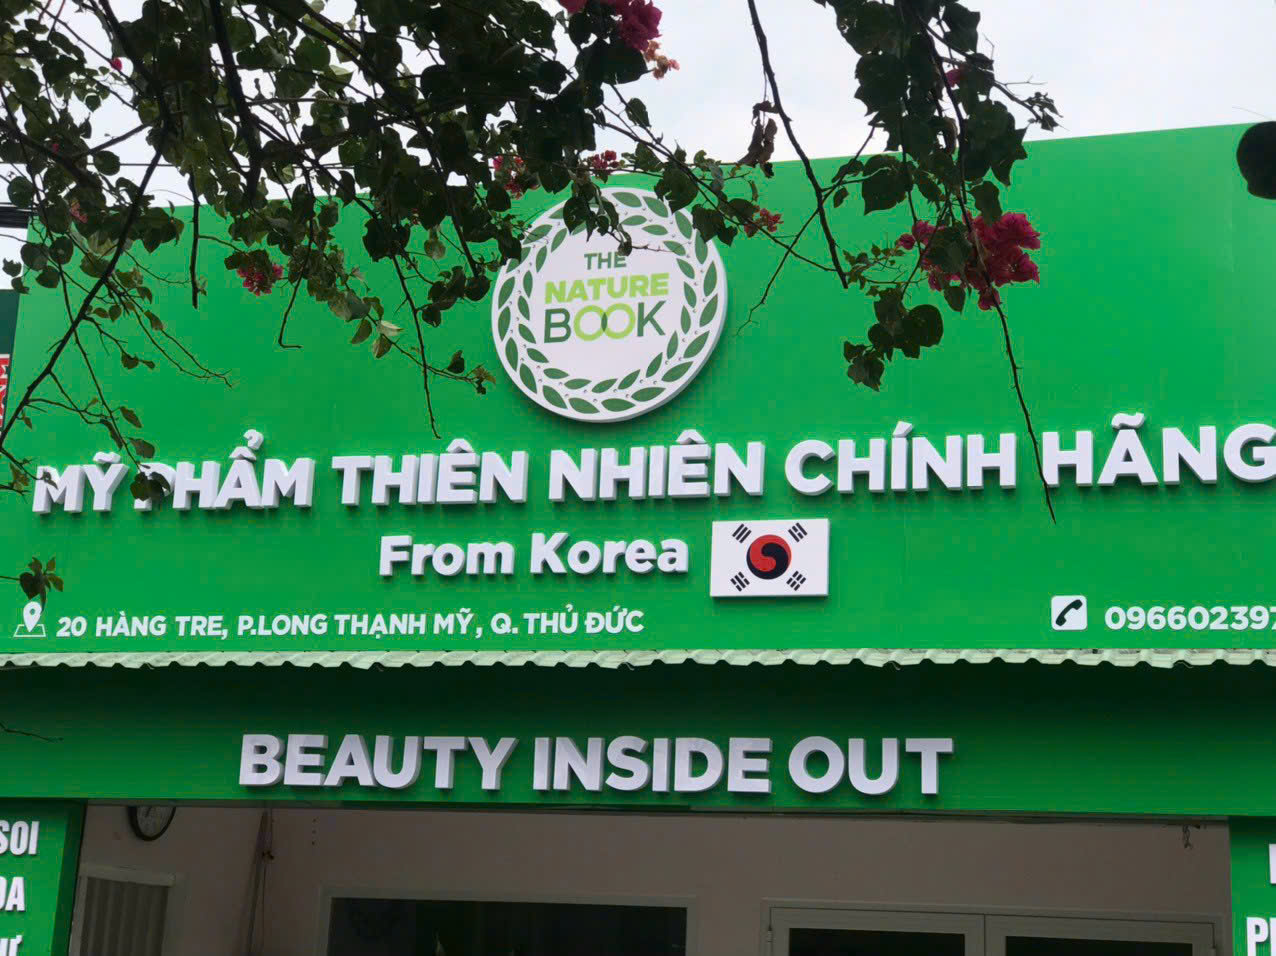 THE
NATURE
BOOK
MỸ PHẨM THIÊN NHIÊN CHÍNH HÃNG
From Korea
20 HÀNG TRE, P.LONG THẠNH MỸ, Q. THỦ ĐỨC
096602397
BEAUTY INSIDE OUT
SOI